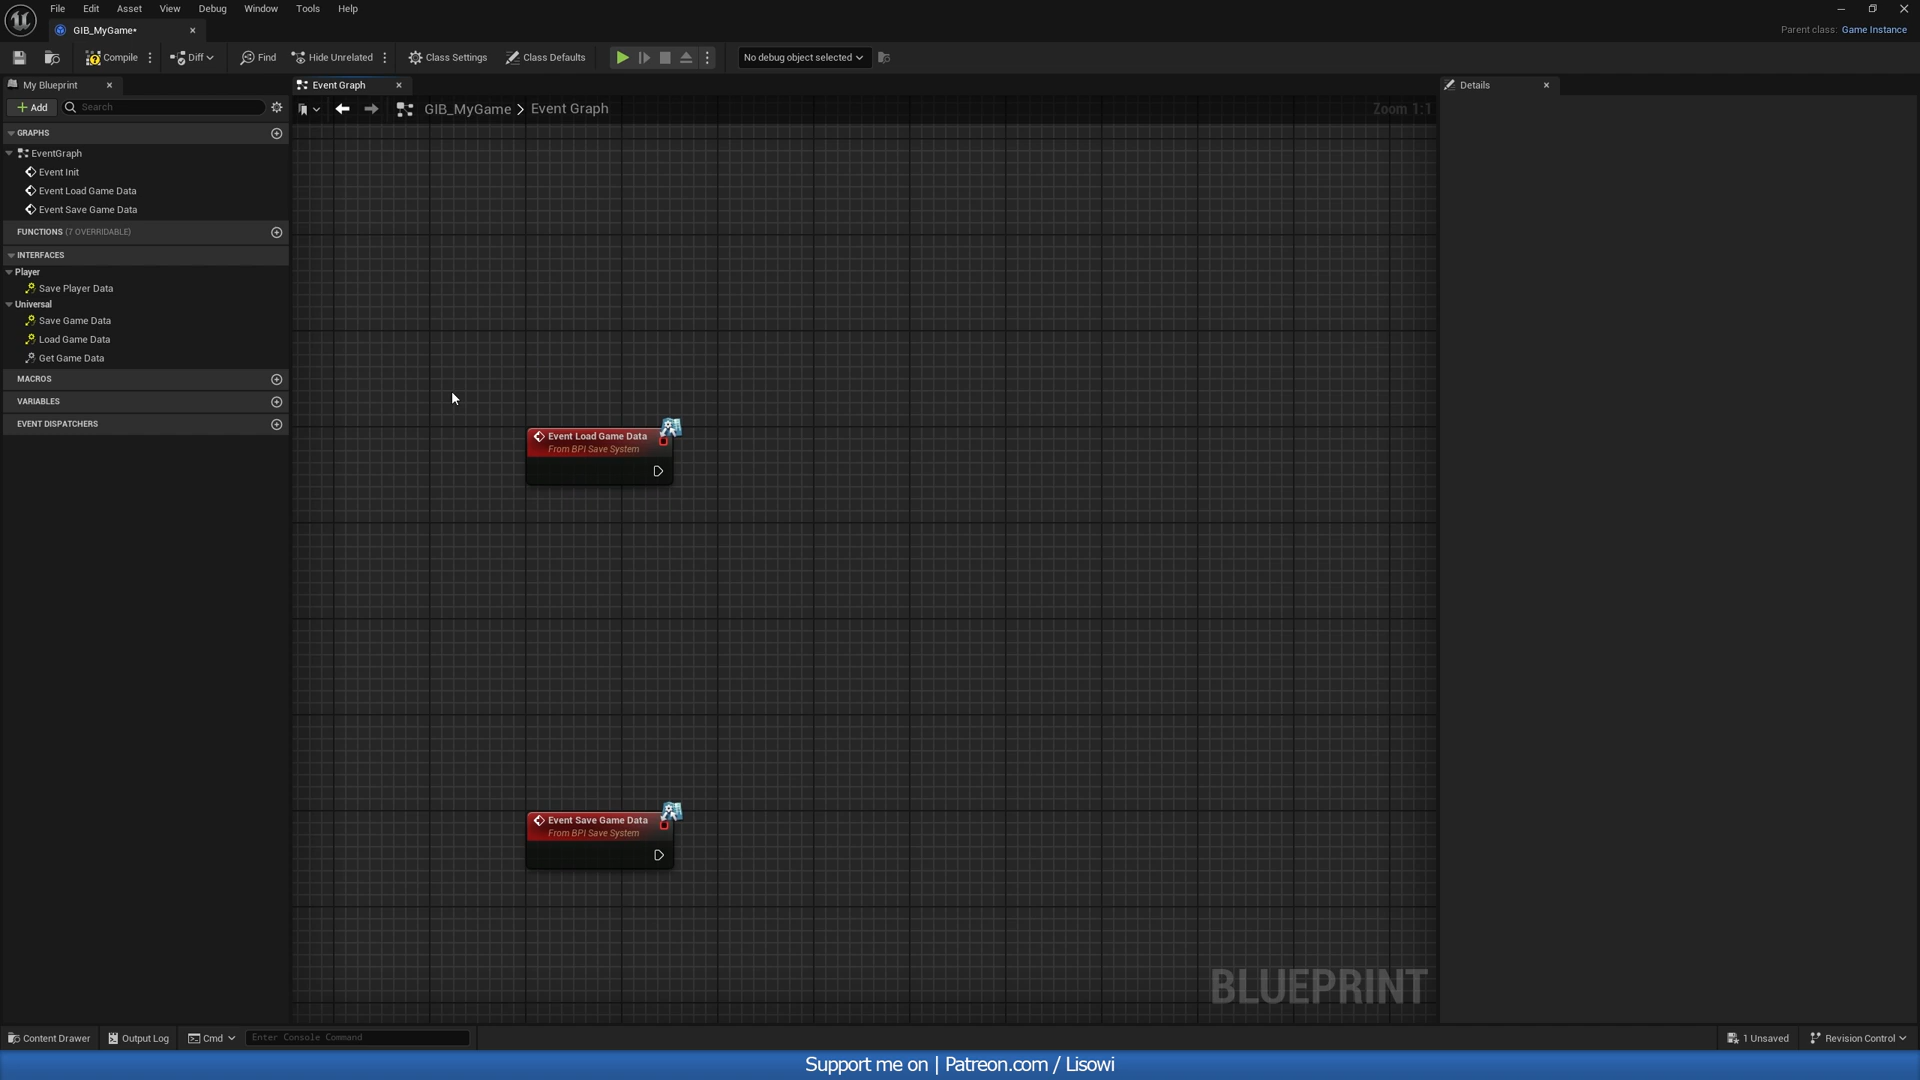 File Edit Asset View Debug Window Tools Help
GIB_MyGame•
Parent class: Game Instance
Compile Diff Find Hide Unrelated Class Settings Class Defaults No debug object selected
My Blueprint
Event Graph
Details
Add Search
GIB_MyGame > Event Graph
Zoom 1:1
GRAPHS
EventGraph
Event Init
Event Load Game Data
Event Save Game Data
FUNCTIONS (7 OVERRIDABLE)
INTERFACES
Player
Save Player Data
Universal
Save Game Data
Load Game Data
Get Game Data
MACROS
VARIABLES
EVENT DISPATCHERS
Event Load Game Data
From BPI Save System
Event Save Game Data
From BPI Save System
BLUEPRINT
Content Drawer Output Log Cmd Enter Console Command 1 Unsaved Revision Control
Support me on | Patreon.com / Lisowi